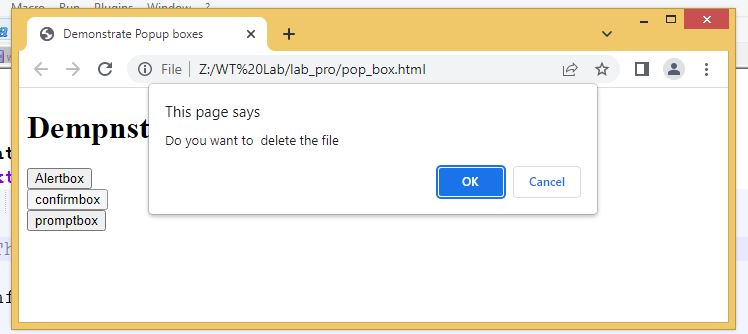 Macro Run Plugins Window ?
Demonstrate Popup boxes
File | Z:/WT%20Lab/lab_pro/pop_box.html
This page says
Do you want to  delete the file
OK Cancel
Dempnst
Alertbox
confirmbox
promptbox